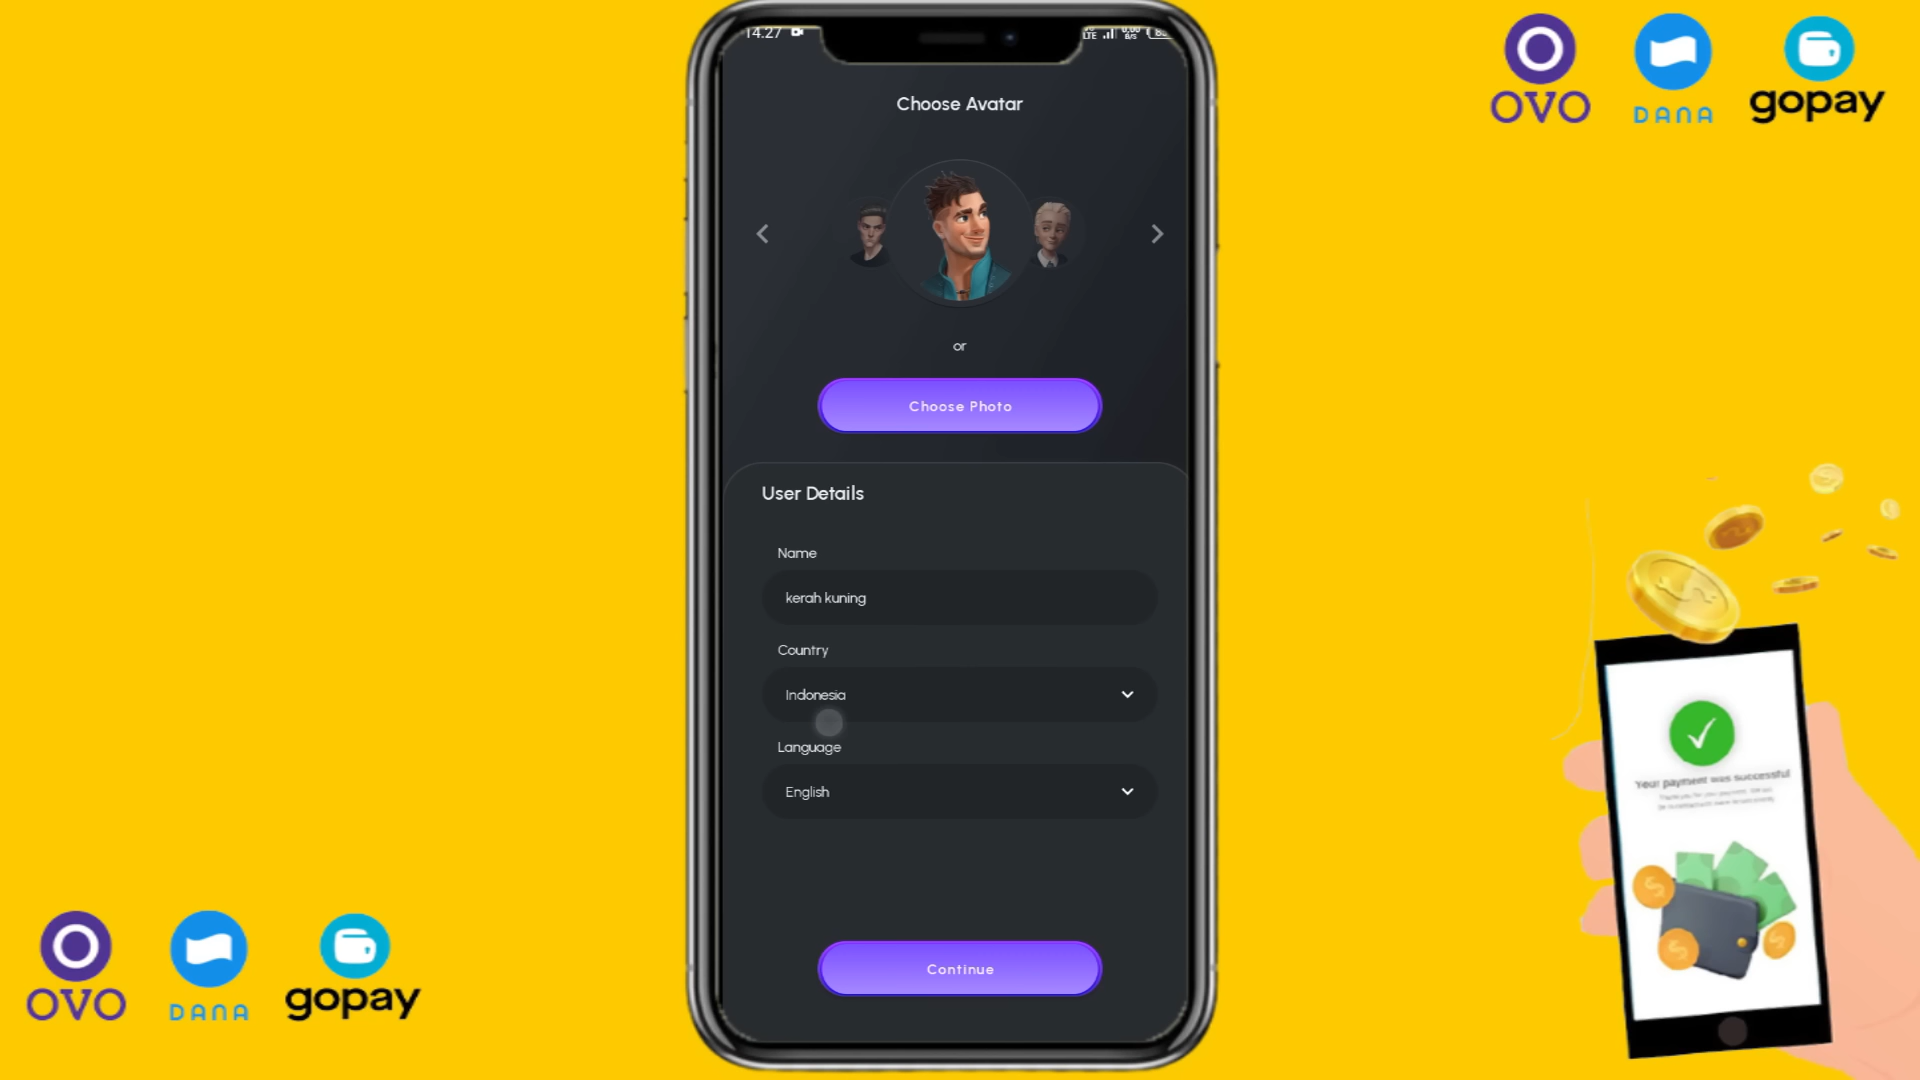 14.27
LTE
B/S
OVO
DANA
gopay
Choose Avatar
or
Choose Photo
User Details
Name
kerah kuning
Country
Indonesia
Language
English
Continue
Your payment was successful
OVO
DANA
gopay